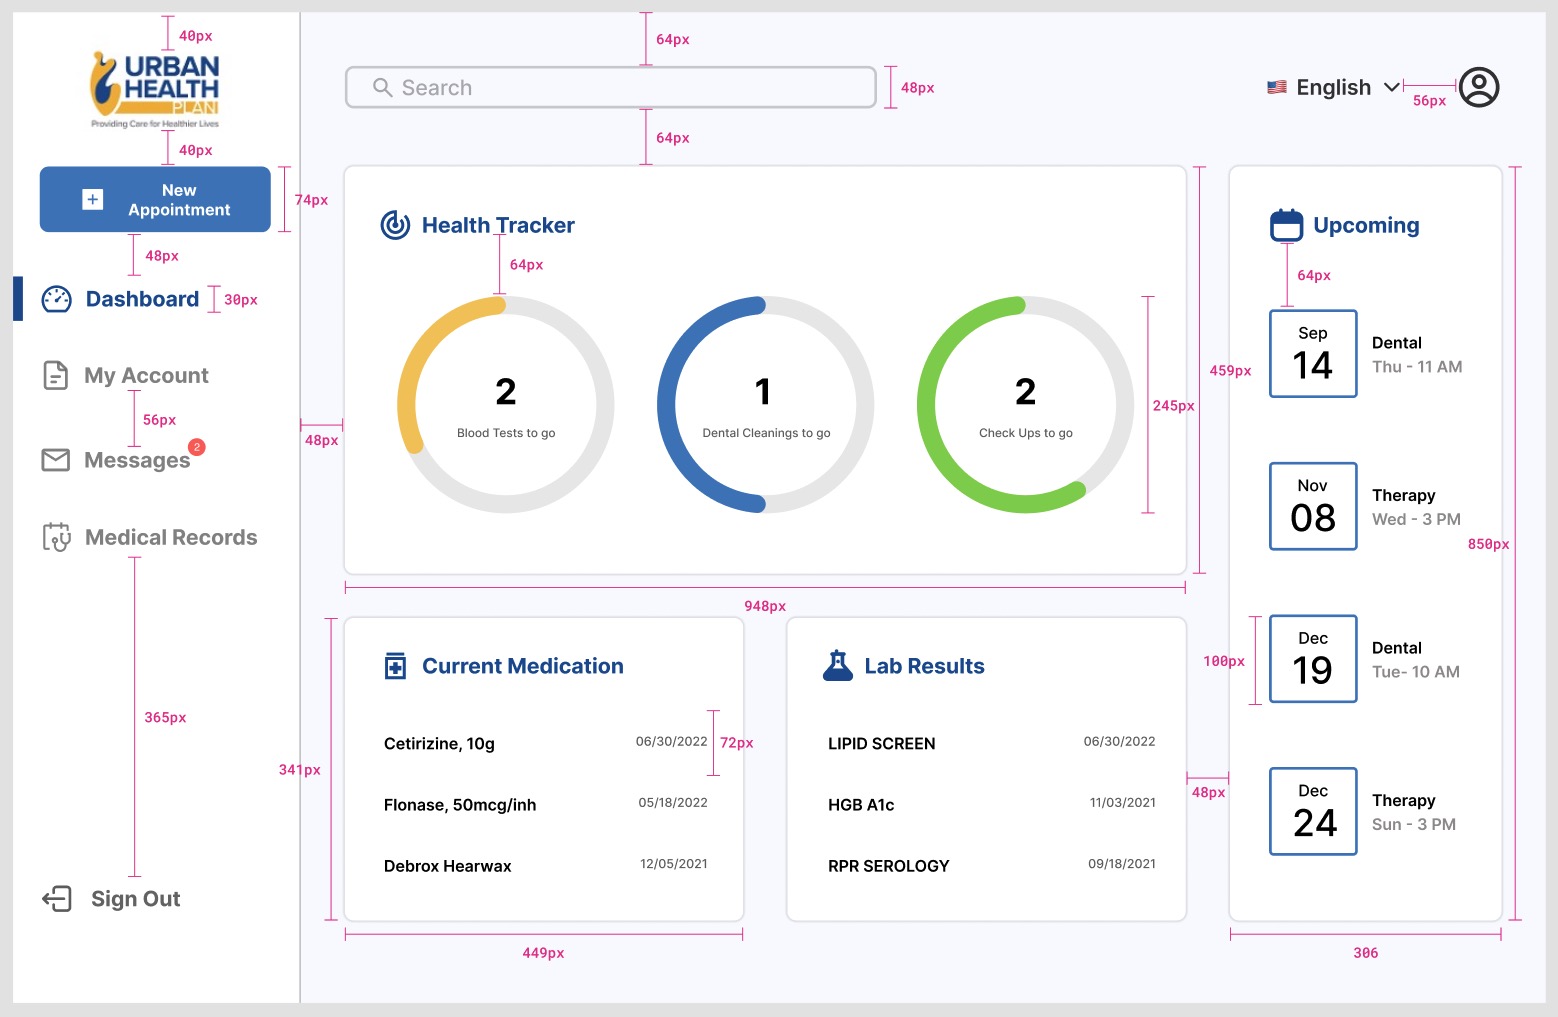 40px
URBAN
HEALTH
PLAN
Providing Care for Healthier Lives
40px
New
Appointment
74px
48px
Dashboard
30px
My Account
56px
Messages
2
Medical Records
365px
Sign Out
64px
Search
48px
64px
English
56px
Health Tracker
64px
2
Blood Tests to go
1
Dental Cleanings to go
2
Check Ups to go
245px
459px
48px
948px
Current Medication
Cetirizine, 10g
06/30/2022
72px
Flonase, 50mcg/inh
05/18/2022
Debrox Hearwax
12/05/2021
341px
449px
Lab Results
LIPID SCREEN
06/30/2022
HGB A1c
11/03/2021
RPR SEROLOGY
09/18/2021
48px
Upcoming
64px
Sep
14
Dental
Thu - 11 AM
Nov
08
Therapy
Wed - 3 PM
850px
Dec
19
Dental
Tue- 10 AM
100px
Dec
24
Therapy
Sun - 3 PM
306